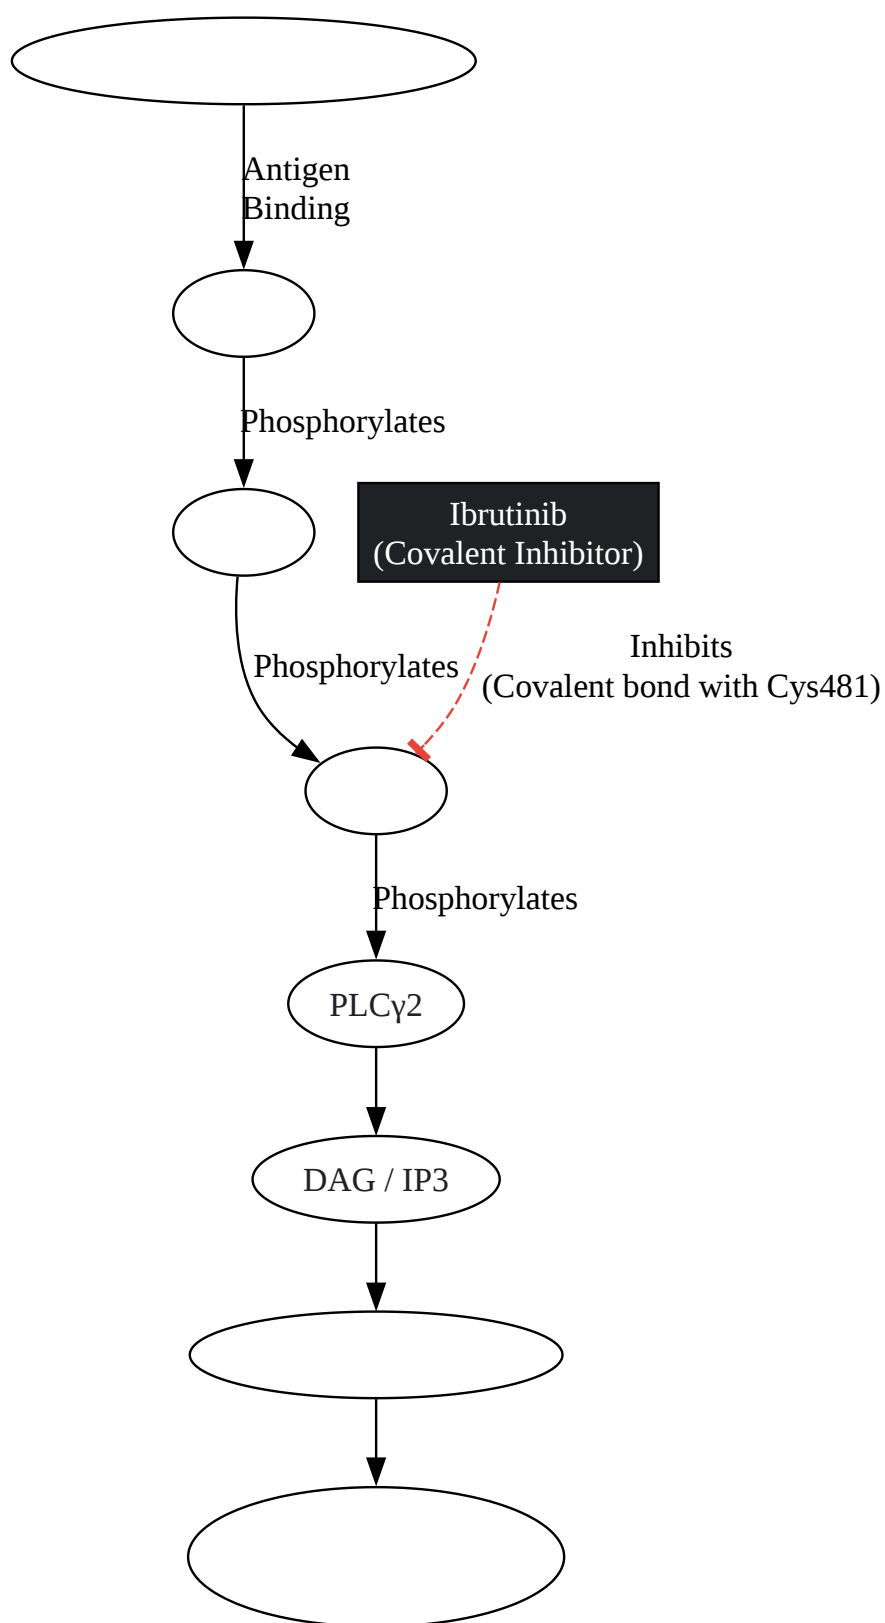 Antigen
Binding
Phosphorylates
Ibrutinib
(Covalent Inhibitor)
Phosphorylates
Inhibits
(Covalent bond with Cys481)
Phosphorylates
PLCγ2
DAG / IP3